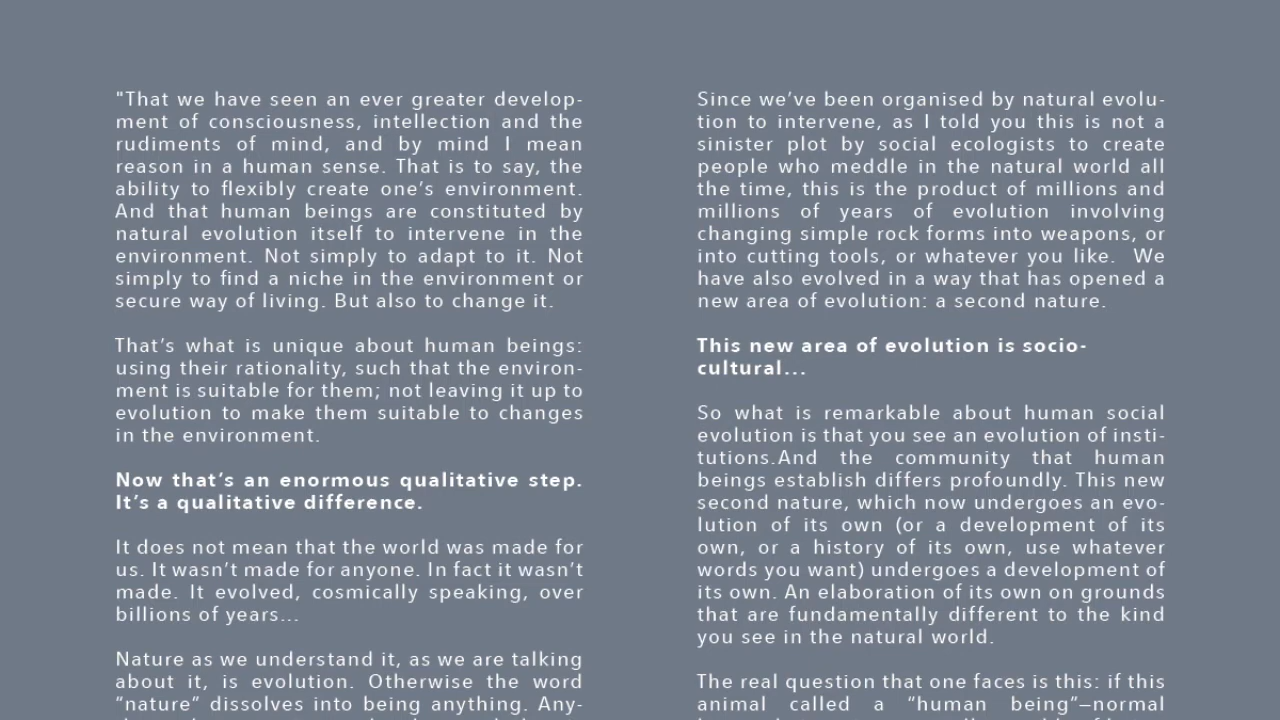 "That we have seen an ever greater develop-
ment of consciousness, intellection and the
rudiments of mind, and by mind I mean
reason in a human sense. That is to say, the
ability to flexibly create one’s environment.
And that human beings are constituted by
natural evolution itself to intervene in the
environment. Not simply to adapt to it. Not
simply to find a niche in the environment or
secure way of living. But also to change it.
That’s what is unique about human beings:
using their rationality, such that the environ-
ment is suitable for them; not leaving it up to
evolution to make them suitable to changes
in the environment.
Now that’s an enormous qualitative step.
It’s a qualitative difference.
It does not mean that the world was made for
us. It wasn’t made for anyone. In fact it wasn’t
made. It evolved, cosmically speaking, over
billions of years...
Nature as we understand it, as we are talking
about it, is evolution. Otherwise the word
“nature” dissolves into being anything. Any-
Since we’ve been organised by natural evolu-
tion to intervene, as I told you this is not a
sinister plot by social ecologists to create
people who meddle in the natural world all
the time, this is the product of millions and
millions of years of evolution involving
changing simple rock forms into weapons, or
into cutting tools, or whatever you like.  We
have also evolved in a way that has opened a
new area of evolution: a second nature.
This new area of evolution is socio-
cultural...
So what is remarkable about human social
evolution is that you see an evolution of insti-
tutions.And the community that human
beings establish differs profoundly. This new
second nature, which now undergoes an evo-
lution of its own (or a development of its
own, or a history of its own, use whatever
words you want) undergoes a development of
its own. An elaboration of its own on grounds
that are fundamentally different to the kind
you see in the natural world.
The real question that one faces is this: if this
animal called a “human being”—normal